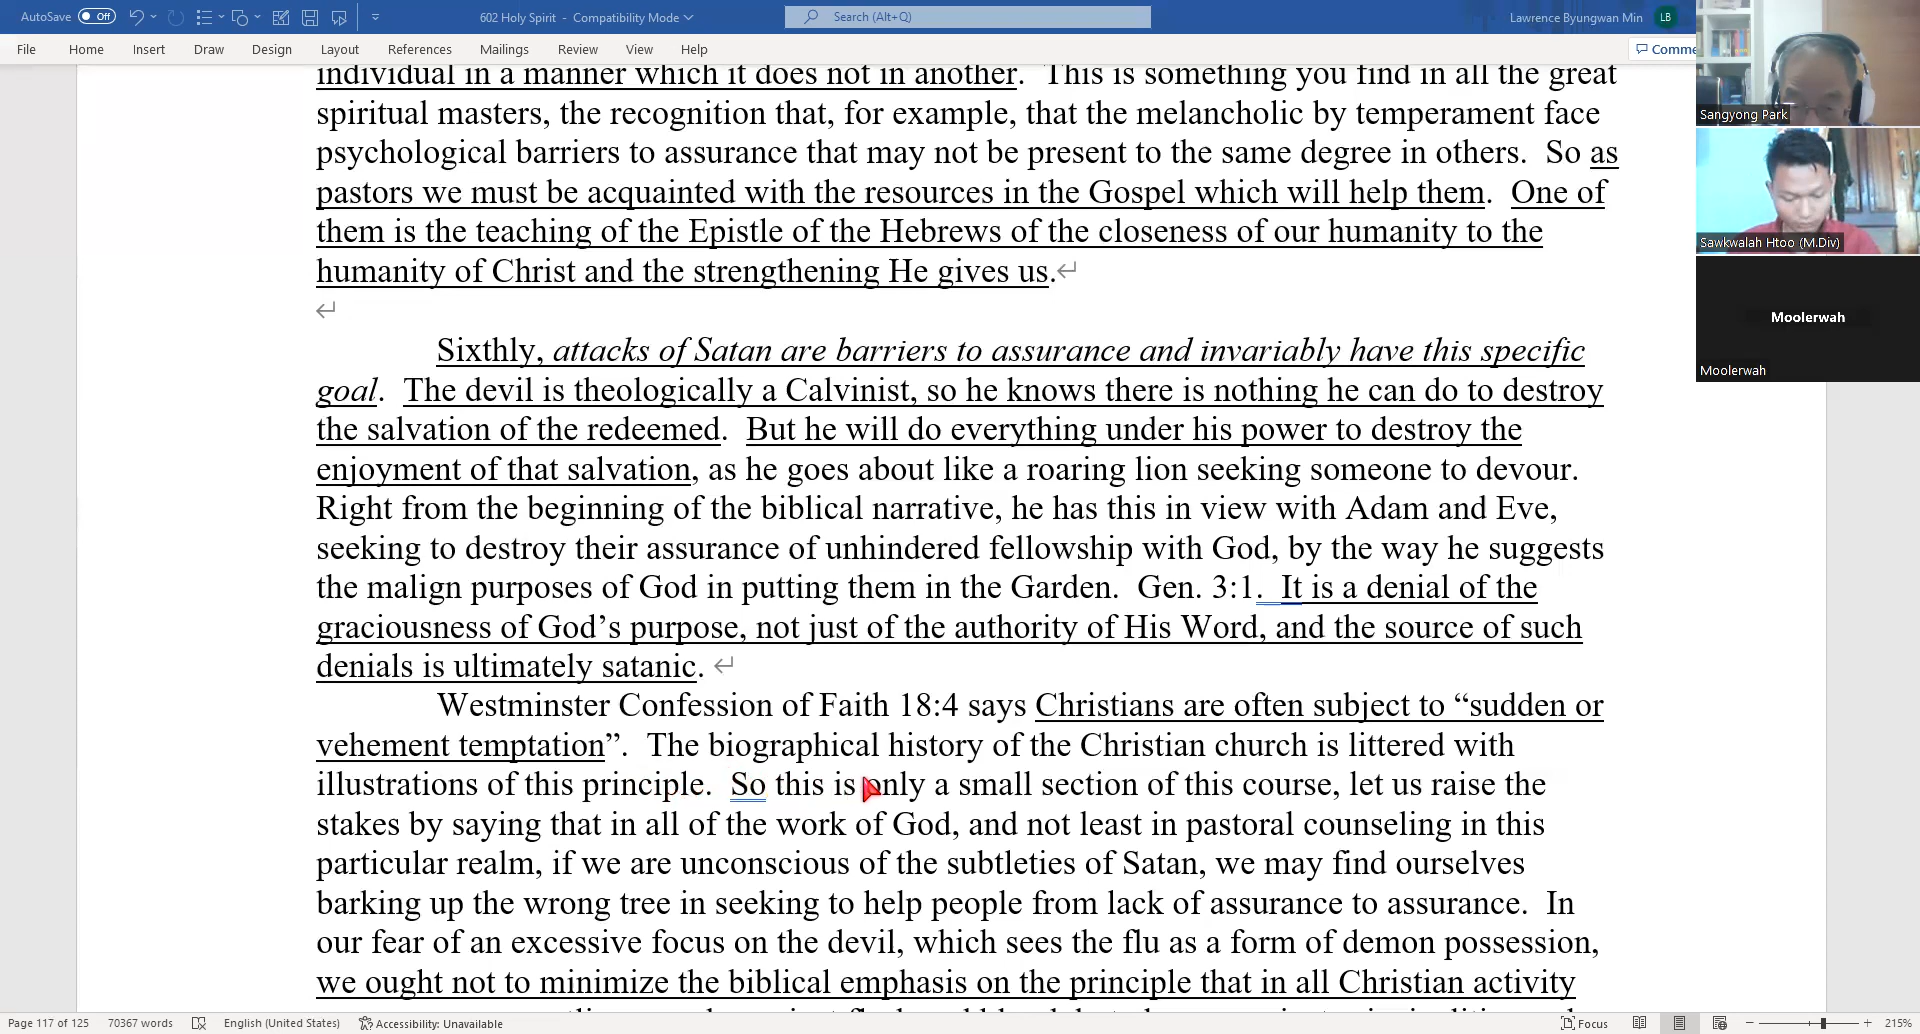 AutoSave Off 602 Holy Spirit - Compatibility Mode Search (Alt+Q) Lawrence Byungwan Min LB
File Home Insert Draw Design Layout References Mailings Review View Help Comme
individual in a manner which it does not in another. This is something you find in all the great
spiritual masters, the recognition that, for example, that the melancholic by temperament face
psychological barriers to assurance that may not be present to the same degree in others. So as
pastors we must be acquainted with the resources in the Gospel which will help them. One of
them is the teaching of the Epistle of the Hebrews of the closeness of our humanity to the
humanity of Christ and the strengthening He gives us.
Sixthly, attacks of Satan are barriers to assurance and invariably have this specific
goal. The devil is theologically a Calvinist, so he knows there is nothing he can do to destroy
the salvation of the redeemed. But he will do everything under his power to destroy the
enjoyment of that salvation, as he goes about like a roaring lion seeking someone to devour.
Right from the beginning of the biblical narrative, he has this in view with Adam and Eve,
seeking to destroy their assurance of unhindered fellowship with God, by the way he suggests
the malign purposes of God in putting them in the Garden. Gen. 3:1. It is a denial of the
graciousness of God’s purpose, not just of the authority of His Word, and the source of such
denials is ultimately satanic.
Westminster Confession of Faith 18:4 says Christians are often subject to “sudden or
vehement temptation”. The biographical history of the Christian church is littered with
illustrations of this principle. So this is only a small section of this course, let us raise the
stakes by saying that in all of the work of God, and not least in pastoral counseling in this
particular realm, if we are unconscious of the subtleties of Satan, we may find ourselves
barking up the wrong tree in seeking to help people from lack of assurance to assurance. In
our fear of an excessive focus on the devil, which sees the flu as a form of demon possession,
we ought not to minimize the biblical emphasis on the principle that in all Christian activity
Page 117 of 125 70367 words English (United States) Accessibility: Unavailable Focus 215%
Sangyong Park
Sawkwalah Htoo (M.Div)
Moolerwah
Moolerwah